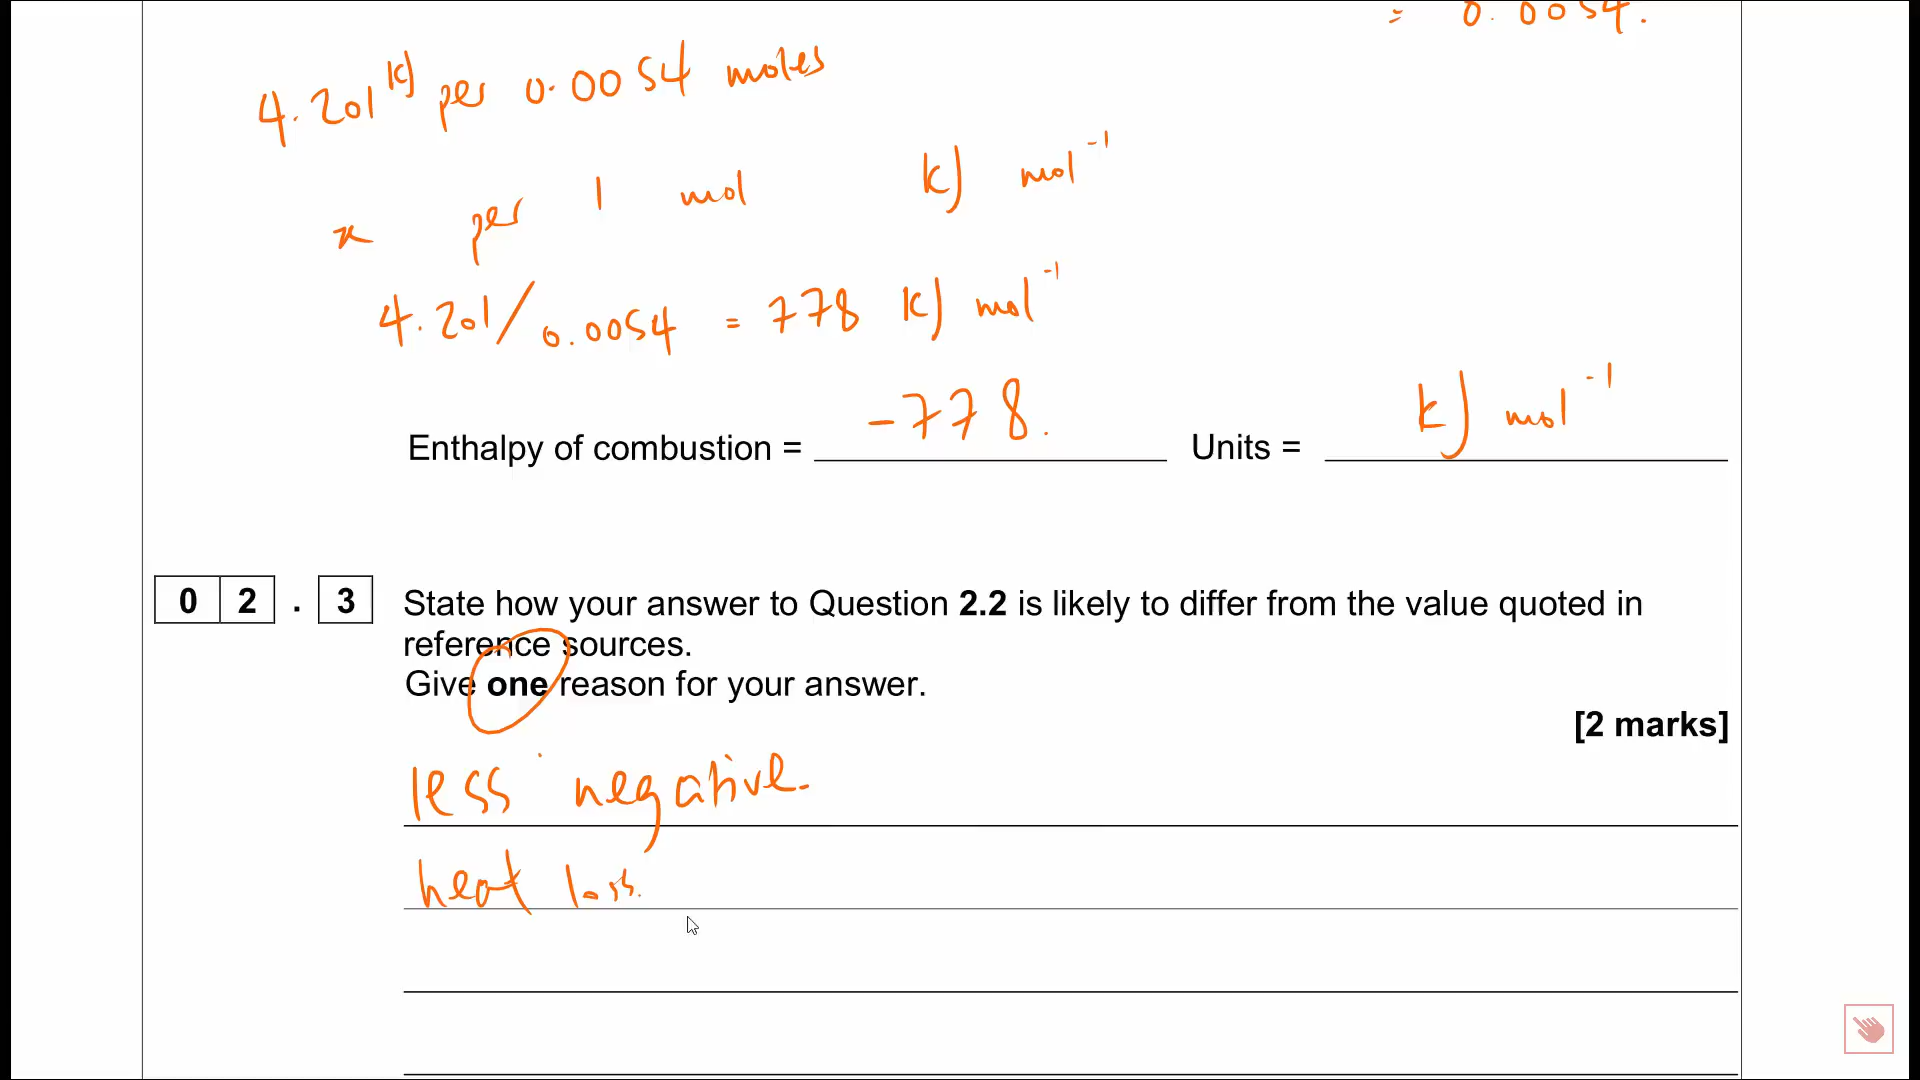 = 0.0054.
4.201 kJ per 0.0054 moles
x per 1 mol kJ mol⁻¹
4.201/0.0054 = 778 kJ mol⁻¹
Enthalpy of combustion = -778. Units = kJ mol⁻¹
02.3 State how your answer to Question 2.2 is likely to differ from the value quoted in
reference sources.
Give one reason for your answer.
[2 marks]
less negative.
heat loss.